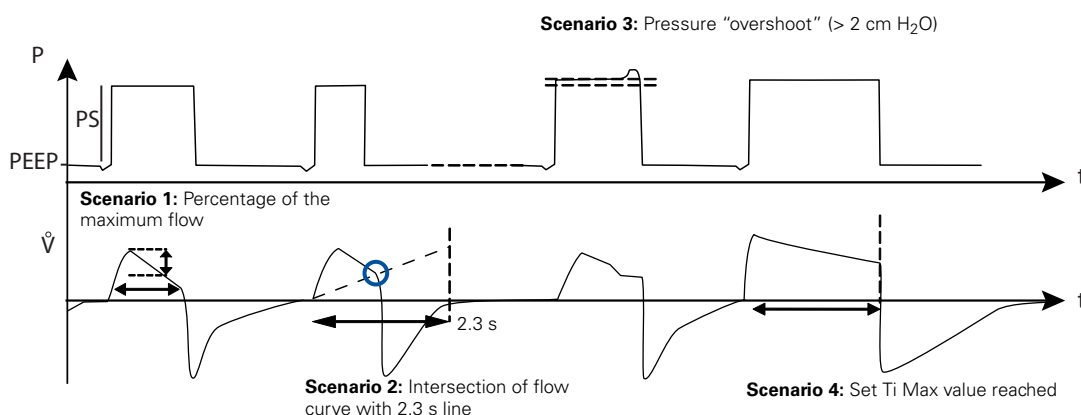 Scenario 3: Pressure “overshoot” (> 2 cm H₂O)
P
PS
PEEP
t
Scenario 1: Percentage of the
maximum flow
V̊
t
2.3 s
Scenario 2: Intersection of flow
curve with 2.3 s line
Scenario 4: Set Ti Max value reached